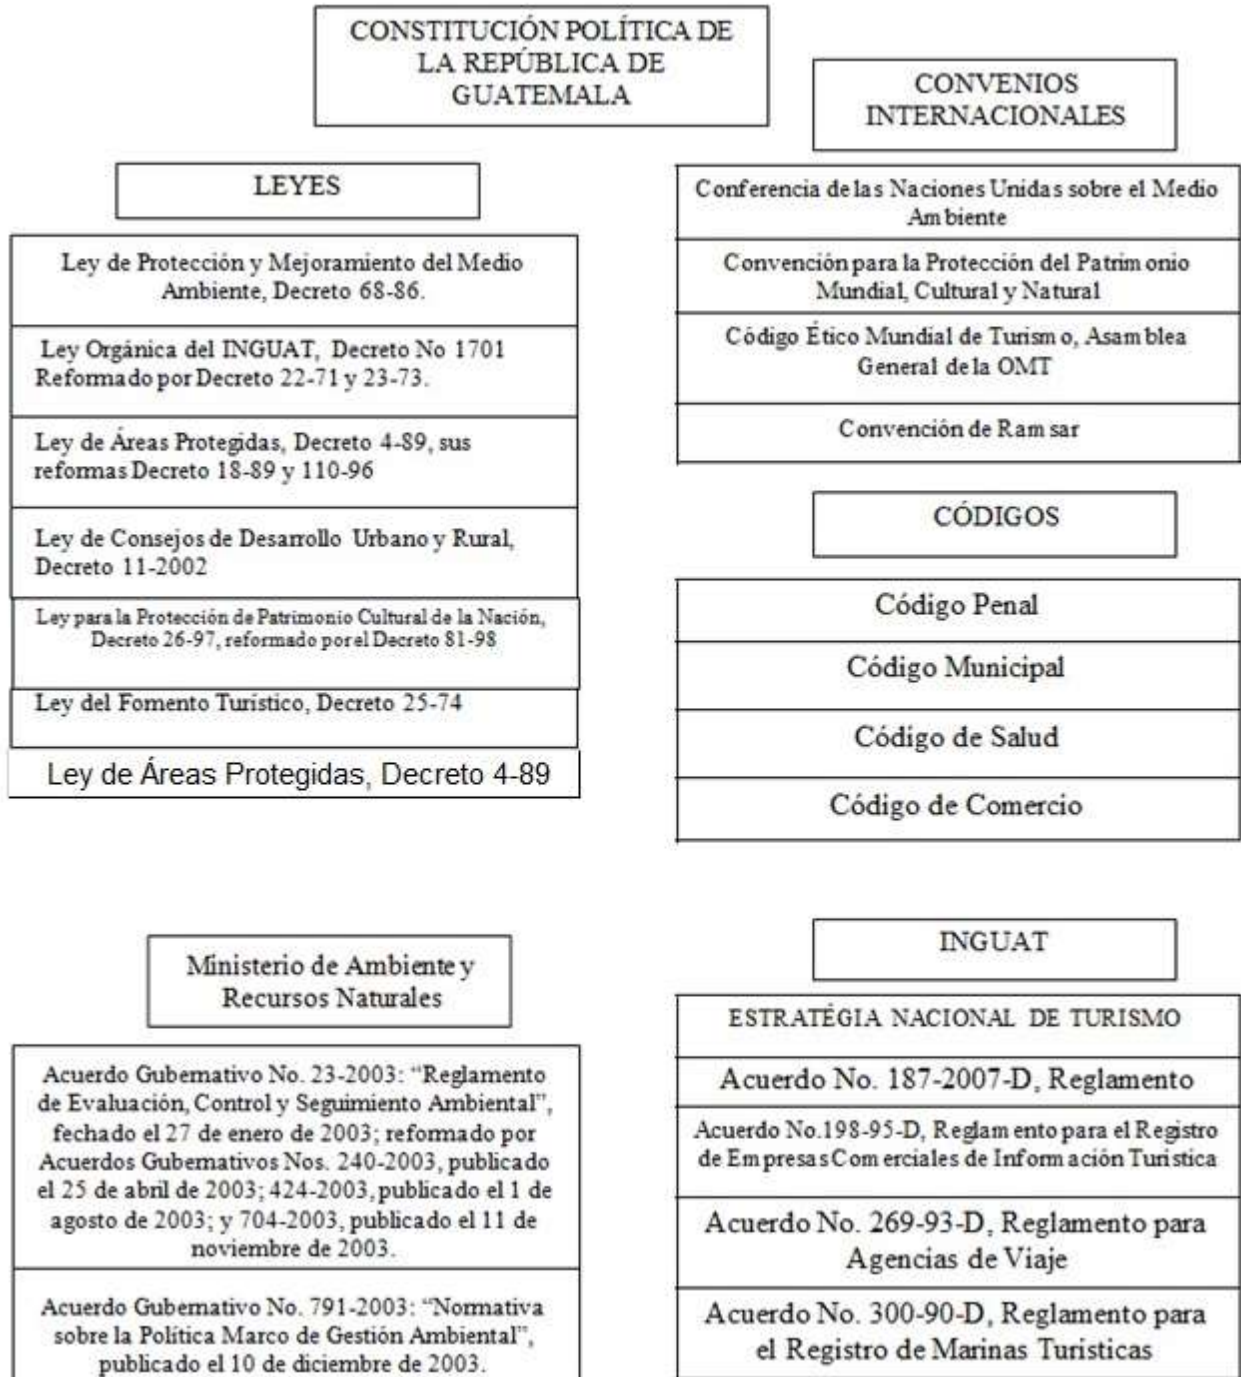 CONSTITUCIÓN POLÍTICA DE
LA REPÚBLICA DE
GUATEMALA
LEYES
Ley de Protección y Mejoramiento del Medio
Ambiente, Decreto 68-86.
Ley Orgánica del INGUAT, Decreto No 1701
Reformado por Decreto 22-71 y 23-73.
Ley de Áreas Protegidas, Decreto 4-89, sus
reformas Decreto 18-89 y 110-96
Ley de Consejos de Desarrollo Urbano y Rural,
Decreto 11-2002
Ley para la Protección de Patrimonio Cultural de la Nación,
Decreto 26-97, reformado por el Decreto 81-98
Ley del Fomento Turístico, Decreto 25-74
Ley de Áreas Protegidas, Decreto 4-89
CONVENIOS
INTERNACIONALES
Conferencia de las Naciones Unidas sobre el Medio
Ambiente
Convención para la Protección del Patrimonio
Mundial, Cultural y Natural
Código Ético Mundial de Turismo, Asamblea
General de la OMT
Convención de Ramsar
CÓDIGOS
Código Penal
Código Municipal
Código de Salud
Código de Comercio
Ministerio de Ambiente y
Recursos Naturales
Acuerdo Gubernativo No. 23-2003: “Reglamento
de Evaluación, Control y Seguimiento Ambiental”,
fechado el 27 de enero de 2003; reformado por
Acuerdos Gubernativos Nos. 240-2003, publicado
el 25 de abril de 2003; 424-2003, publicado el 1 de
agosto de 2003; y 704-2003, publicado el 11 de
noviembre de 2003.
Acuerdo Gubernativo No. 791-2003: “Normativa
sobre la Política Marco de Gestión Ambiental”,
publicado el 10 de diciembre de 2003.
INGUAT
ESTRATÉGIA NACIONAL DE TURISMO
Acuerdo No. 187-2007-D, Reglamento
Acuerdo No.198-95-D, Reglamento para el Registro
de Empresas Comerciales de Información Turistica
Acuerdo No. 269-93-D, Reglamento para
Agencias de Viaje
Acuerdo No. 300-90-D, Reglamento para
el Registro de Marinas Turísticas